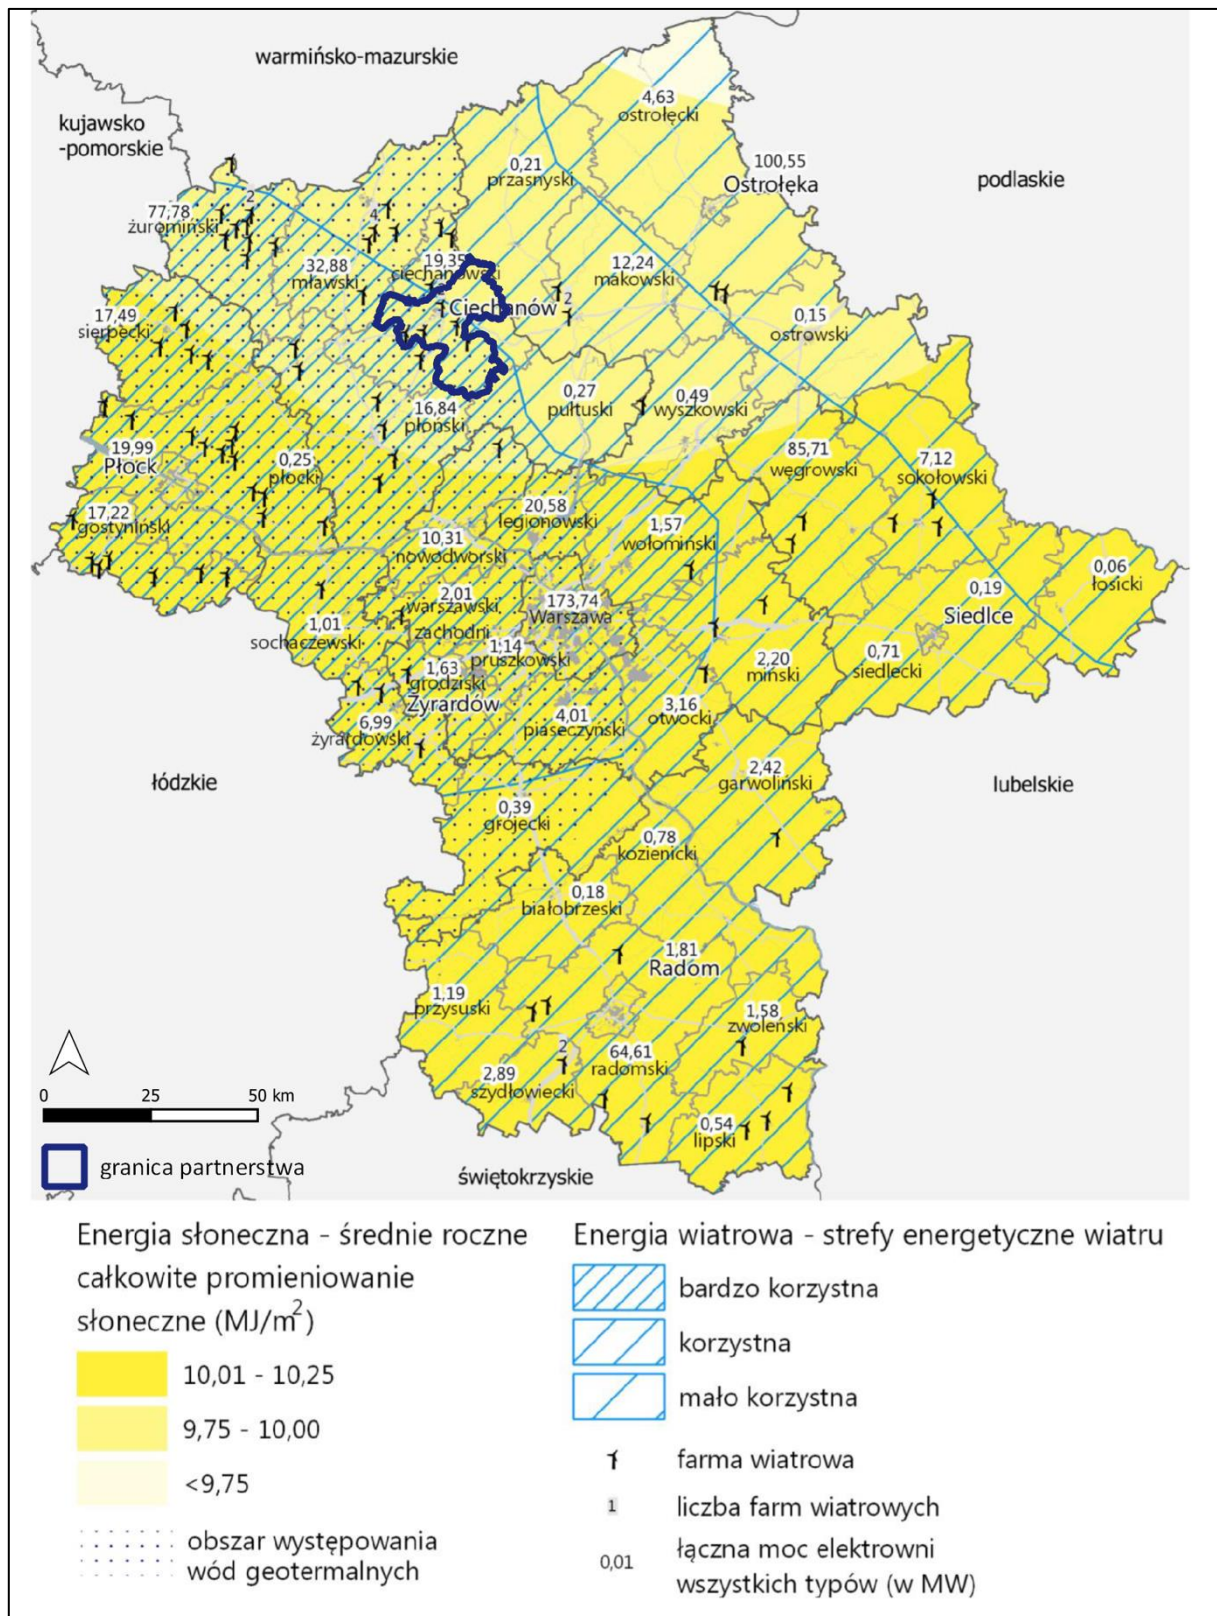 warmińsko-mazurskie
kujawsko
-pomorskie
podlaskie
4,63
ostrołęcki
0,21
przasnyski
100,55
Ostrołęka
77,78
żuromiński
2
4
32,88
mławski
19,35
ciechanowski
2
Ciechanów
2
12,24
makowski
0,15
ostrowski
17,49
sierpecki
16,84
płoński
0,27
pułtuski
0,49
wyszkowski
85,71
węgrowski
7,12
sokołowski
19,99
Płock
0,25
płocki
17,22
gostyniński
20,58
legionowski
10,31
nowodworski
1,57
wołomiński
0,06
łosicki
0,19
Siedlce
2,01
warszawski
zachodni
173,74
Warszawa
1,01
sochaczewski
1,14
pruszkowski
1,63
grodziski
Żyrardów
2,20
miński
0,71
siedlecki
6,99
żyrardowski
4,01
piaseczyński
3,16
otwocki
łódzkie
2,42
garwoliński
lubelskie
0,39
grójecki
0,78
kozienicki
0,18
białobrzeski
1,81
Radom
1,19
przysuski
1,58
zwoleński
2
64,61
radomski
2,89
szydłowiecki
0,54
lipski
świętokrzyskie
0 25 50 km
granica partnerstwa
Energia słoneczna - średnie roczne
całkowite promieniowanie
słoneczne (MJ/m²)
10,01 - 10,25
9,75 - 10,00
<9,75
obszar występowania
wód geotermalnych
Energia wiatrowa - strefy energetyczne wiatru
bardzo korzystna
korzystna
mało korzystna
farma wiatrowa
1 liczba farm wiatrowych
0,01 łączna moc elektrowni
wszystkich typów (w MW)